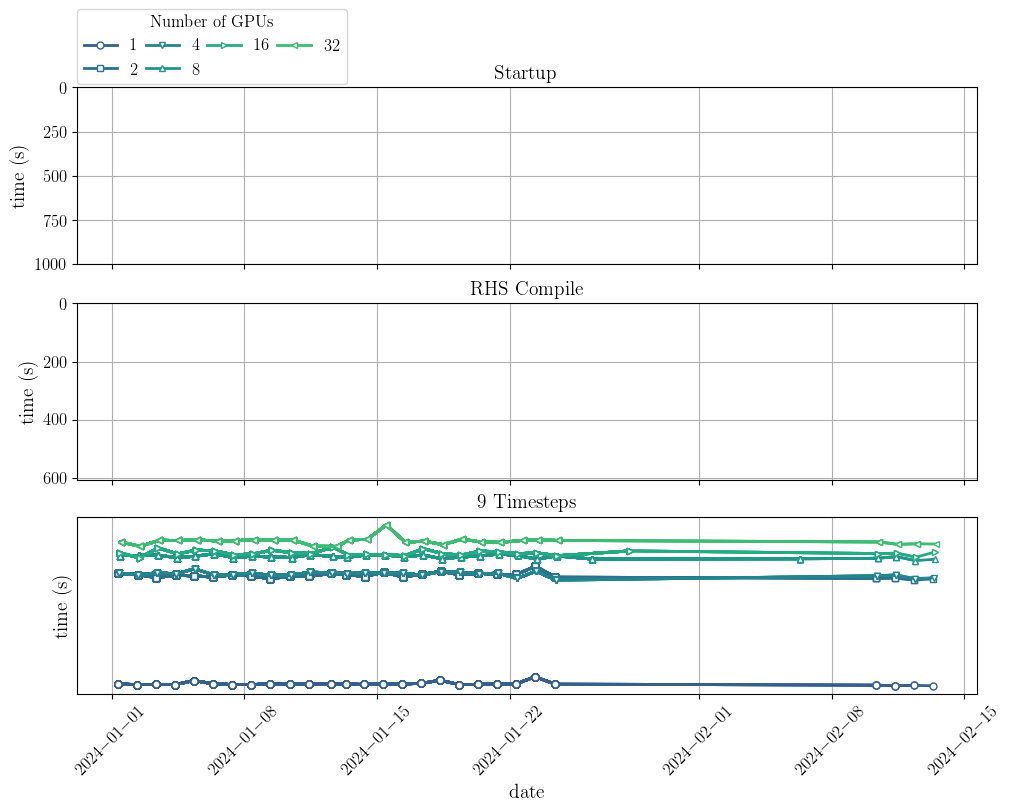 Number of GPUs
1 4 16 32
2 8
Startup
time (s)
0
250
500
750
1000
RHS Compile
time (s)
0
200
400
600
9 Timesteps
time (s)
2024−01−01 2024−01−08 2024−01−15 2024−01−22 2024−02−01 2024−02−08 2024−02−15
date